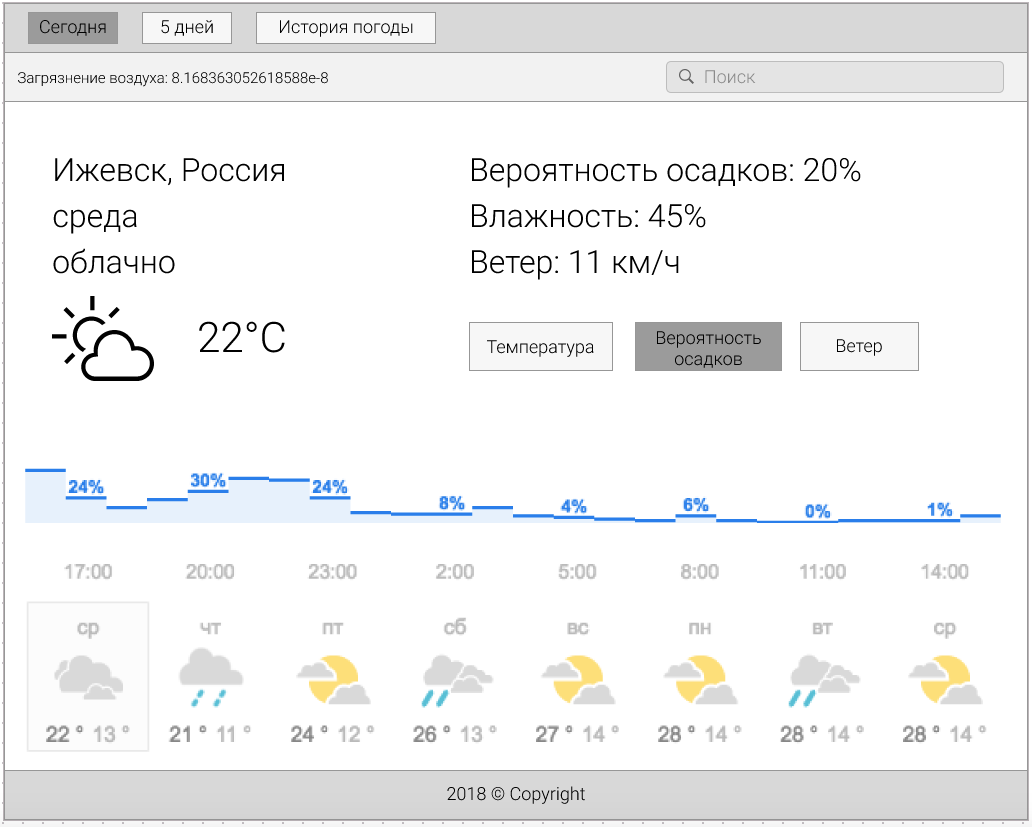 Сегодня 5 дней История погоды
Загрязнение воздуха: 8.168363052618588e-8 Поиск
Ижевск, Россия
среда
облачно
22°C
Вероятность осадков: 20%
Влажность: 45%
Ветер: 11 км/ч
Температура
Вероятность
осадков
Ветер
24% 30% 24% 8% 4% 6% 0% 1%
17:00 20:00 23:00 2:00 5:00 8:00 11:00 14:00
ср чт пт сб вс пн вт ср
22 ° 13 ° 21 ° 11 ° 24 ° 12 ° 26 ° 13 ° 27 ° 14 ° 28 ° 14 ° 28 ° 14 ° 28 ° 14 °
2018 © Copyright